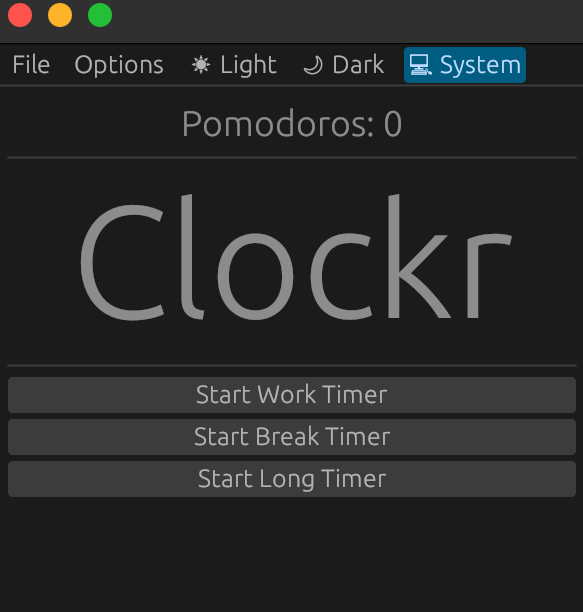 File Options ☀ Light 🌙 Dark 💻 System
Pomodoros: 0
Clockr
Start Work Timer
Start Break Timer
Start Long Timer